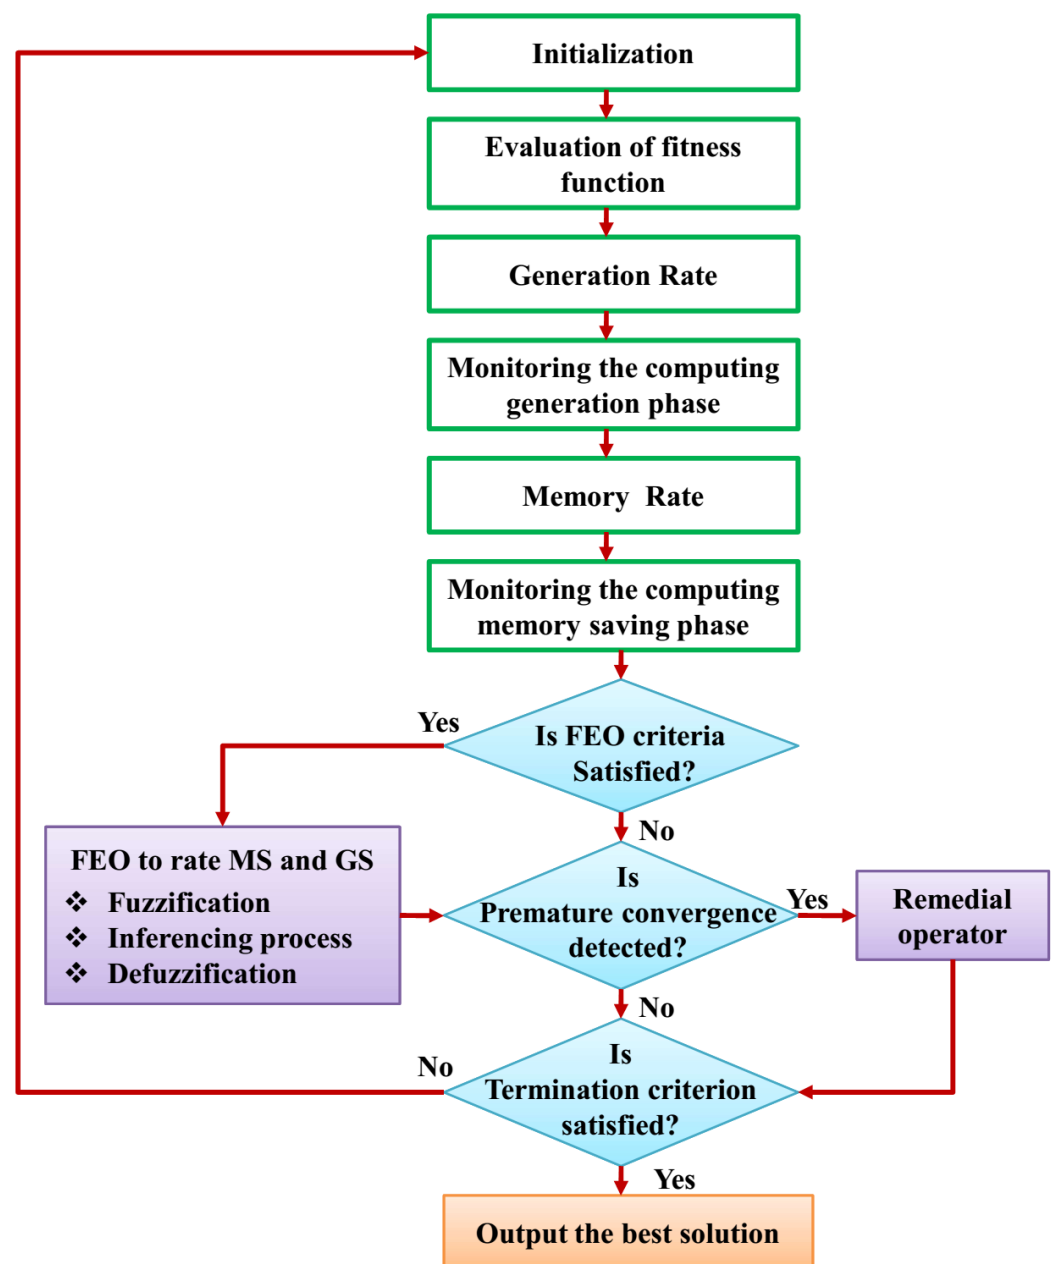 Initialization
Evaluation of fitness
function
Generation Rate
Monitoring the computing
generation phase
Memory Rate
Monitoring the computing
memory saving phase
Yes
Is FEO criteria
Satisfied?
No
FEO to rate MS and GS
❖ Fuzzification
❖ Inferencing process
❖ Defuzzification
Is
Premature convergence
detected?
Yes
Remedial
operator
No
No
Is
Termination criterion
satisfied?
Yes
Output the best solution